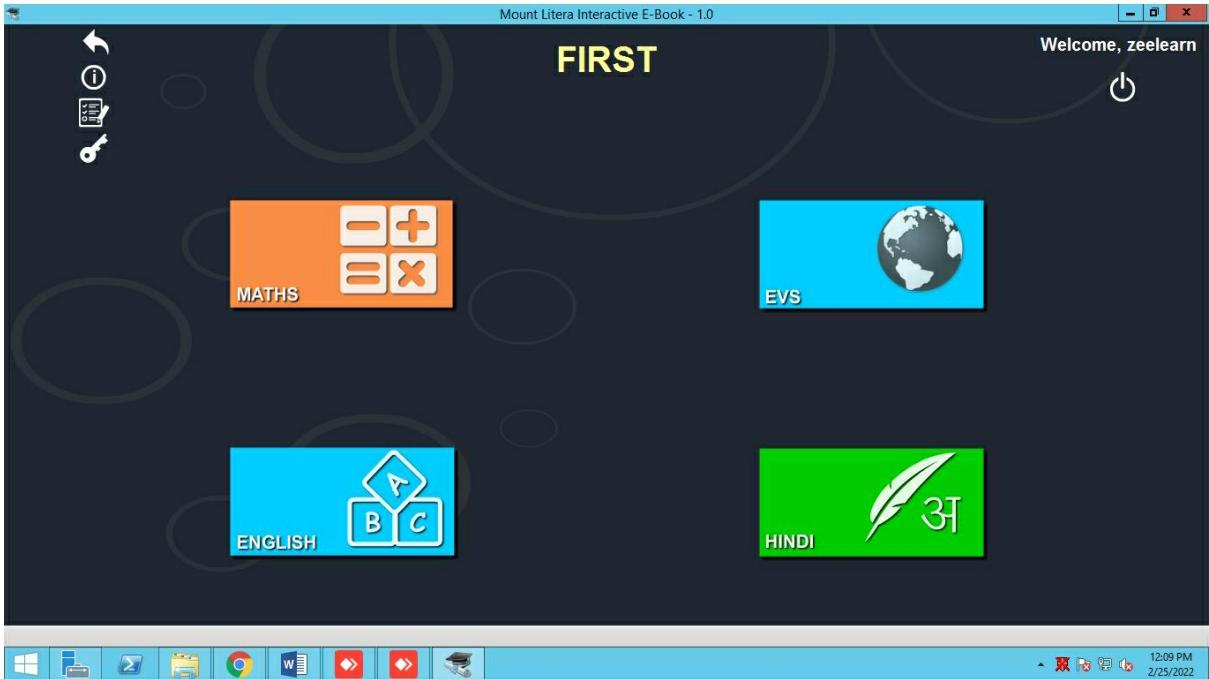 Mount Litera Interactive E-Book - 1.0
FIRST
Welcome, zeelearn
MATHS
EVS
A
B C
ENGLISH
अ
HINDI
12:09 PM
2/25/2022